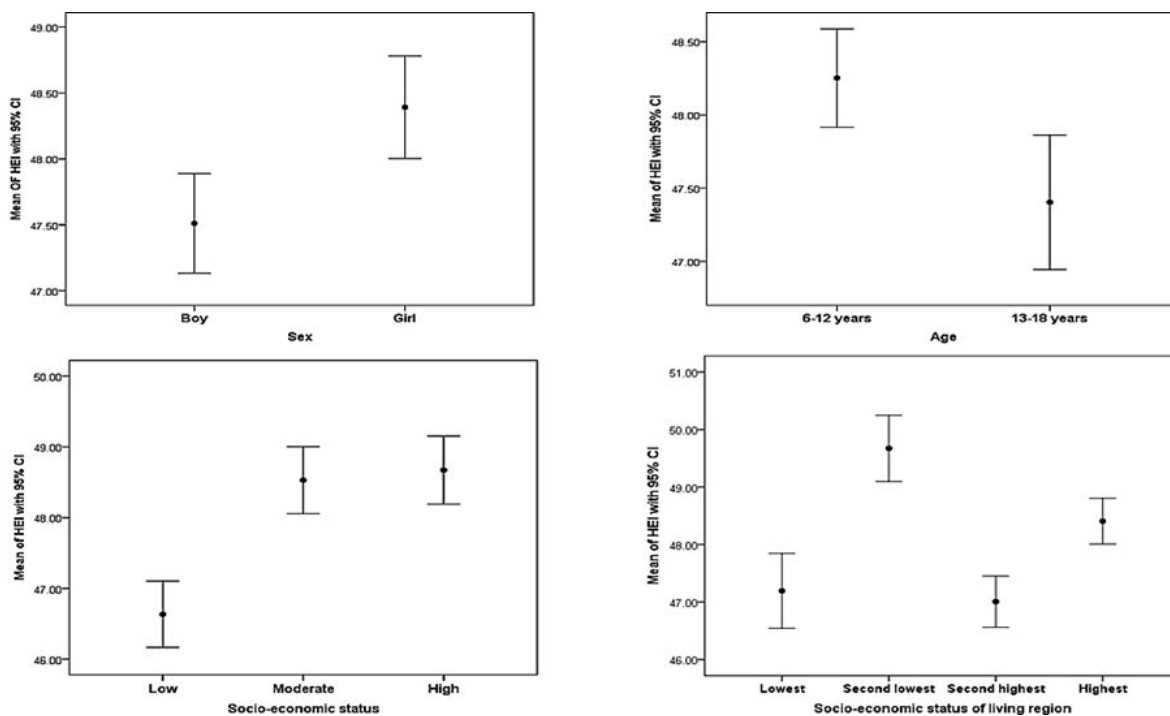 Mean OF HEI with 95% CI
49.00
48.50
48.00
47.50
47.00
Boy Girl
Sex
Mean of HEI with 95% CI
48.50
48.00
47.50
47.00
6-12 years 13-18 years
Age
Mean of HEI with 95% CI
50.00
49.00
48.00
47.00
46.00
Low Moderate High
Socio-economic status
Mean of HEI with 95% CI
51.00
50.00
49.00
48.00
47.00
46.00
Lowest Second lowest Second highest Highest
Socio-economic status of living region